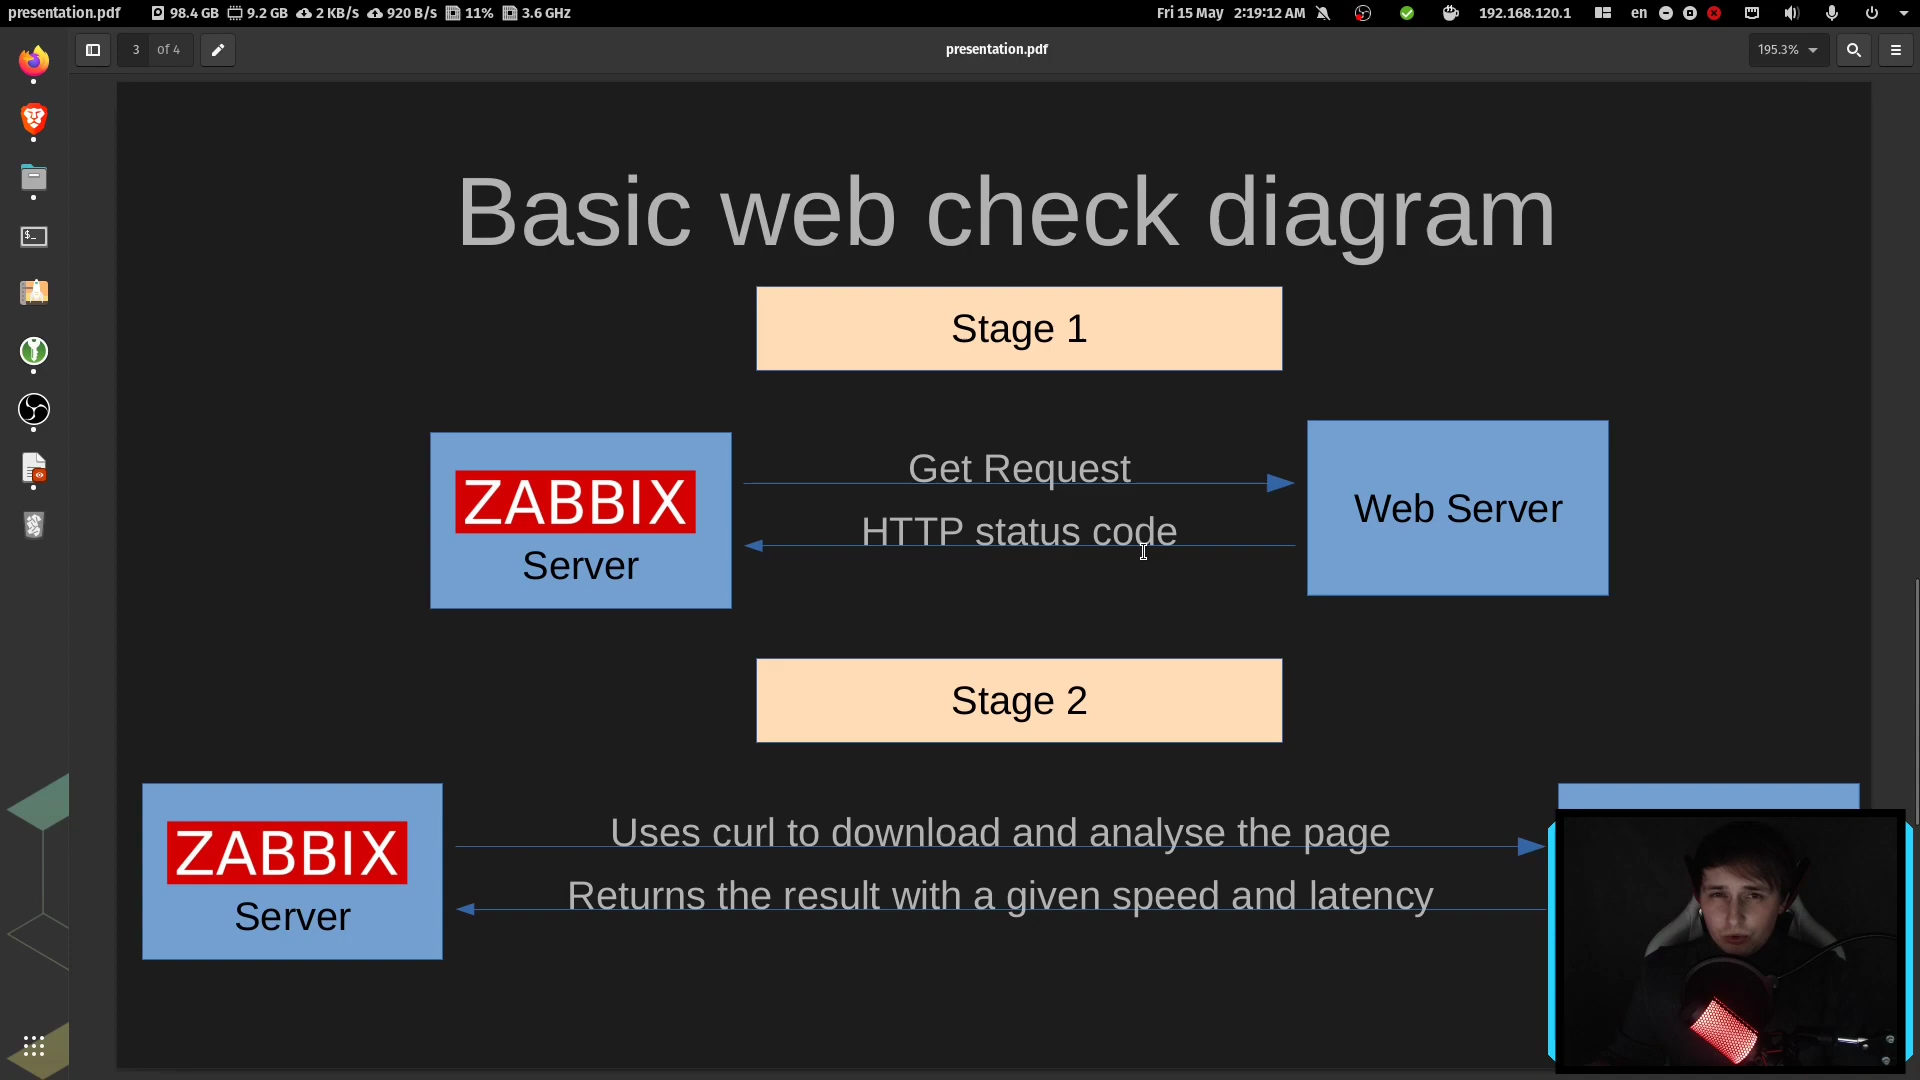 presentation.pdf 98.4 GB 9.2 GB 2 KB/s 920 B/s 11% 3.6 GHz Fri 15 May 2:19:12 AM 192.168.120.1 en
3 of 4 presentation.pdf 195.3%
Basic web check diagram
Stage 1
Get Request
ZABBIX
Server
HTTP status code
Web Server
Stage 2
Uses curl to download and analyse the page
ZABBIX
Server
Returns the result with a given speed and latency